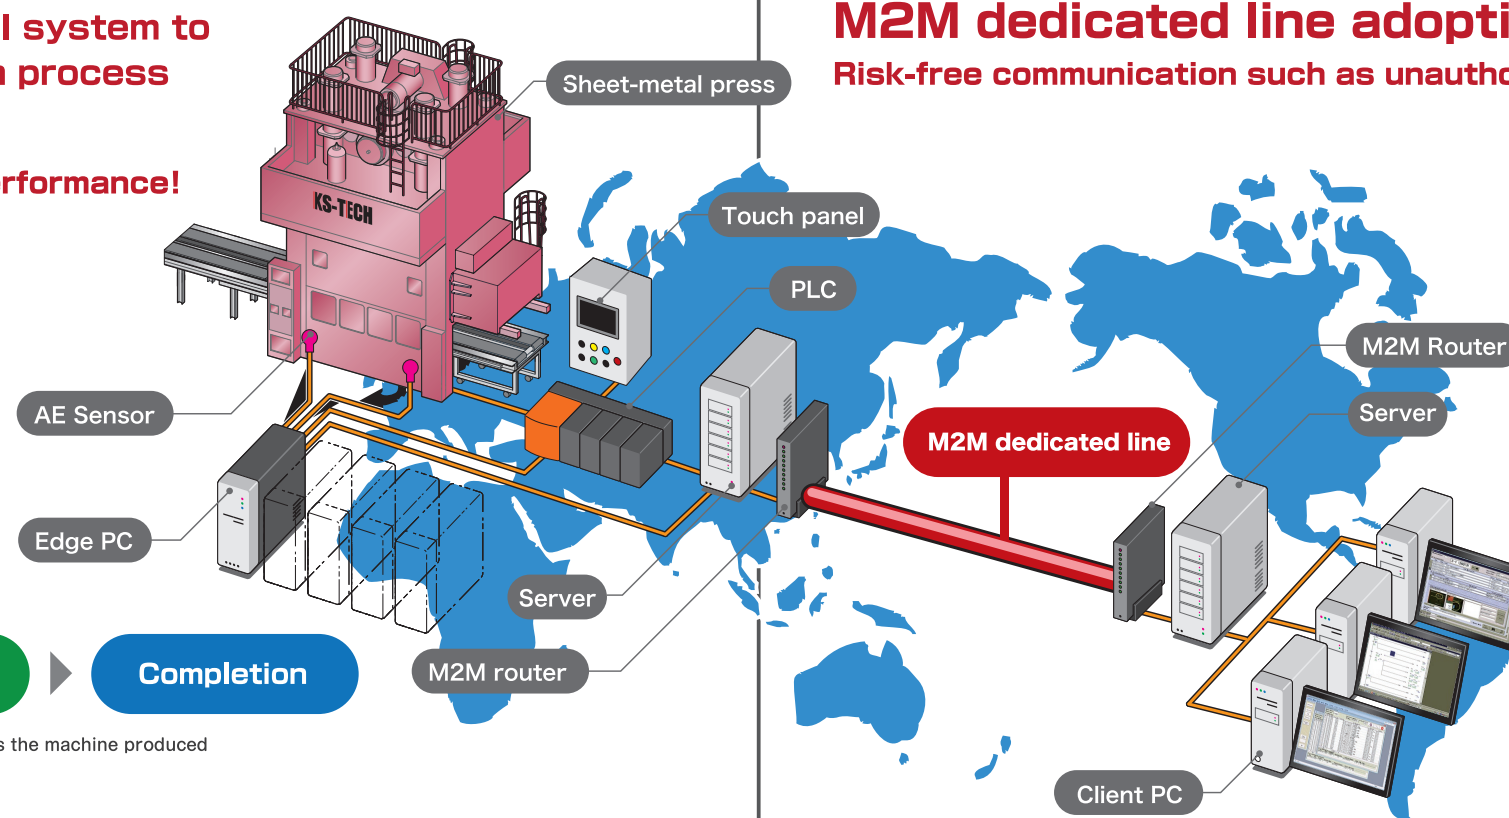 l system to
process
rformance!
M2M dedicated line adopti
Risk-free communication such as unautho
Sheet-metal press
KS-TECH
Touch panel
PLC
M2M Router
AE Sensor
Server
M2M dedicated line
Edge PC
Server
M2M router
Completion
s the machine produced
Client PC